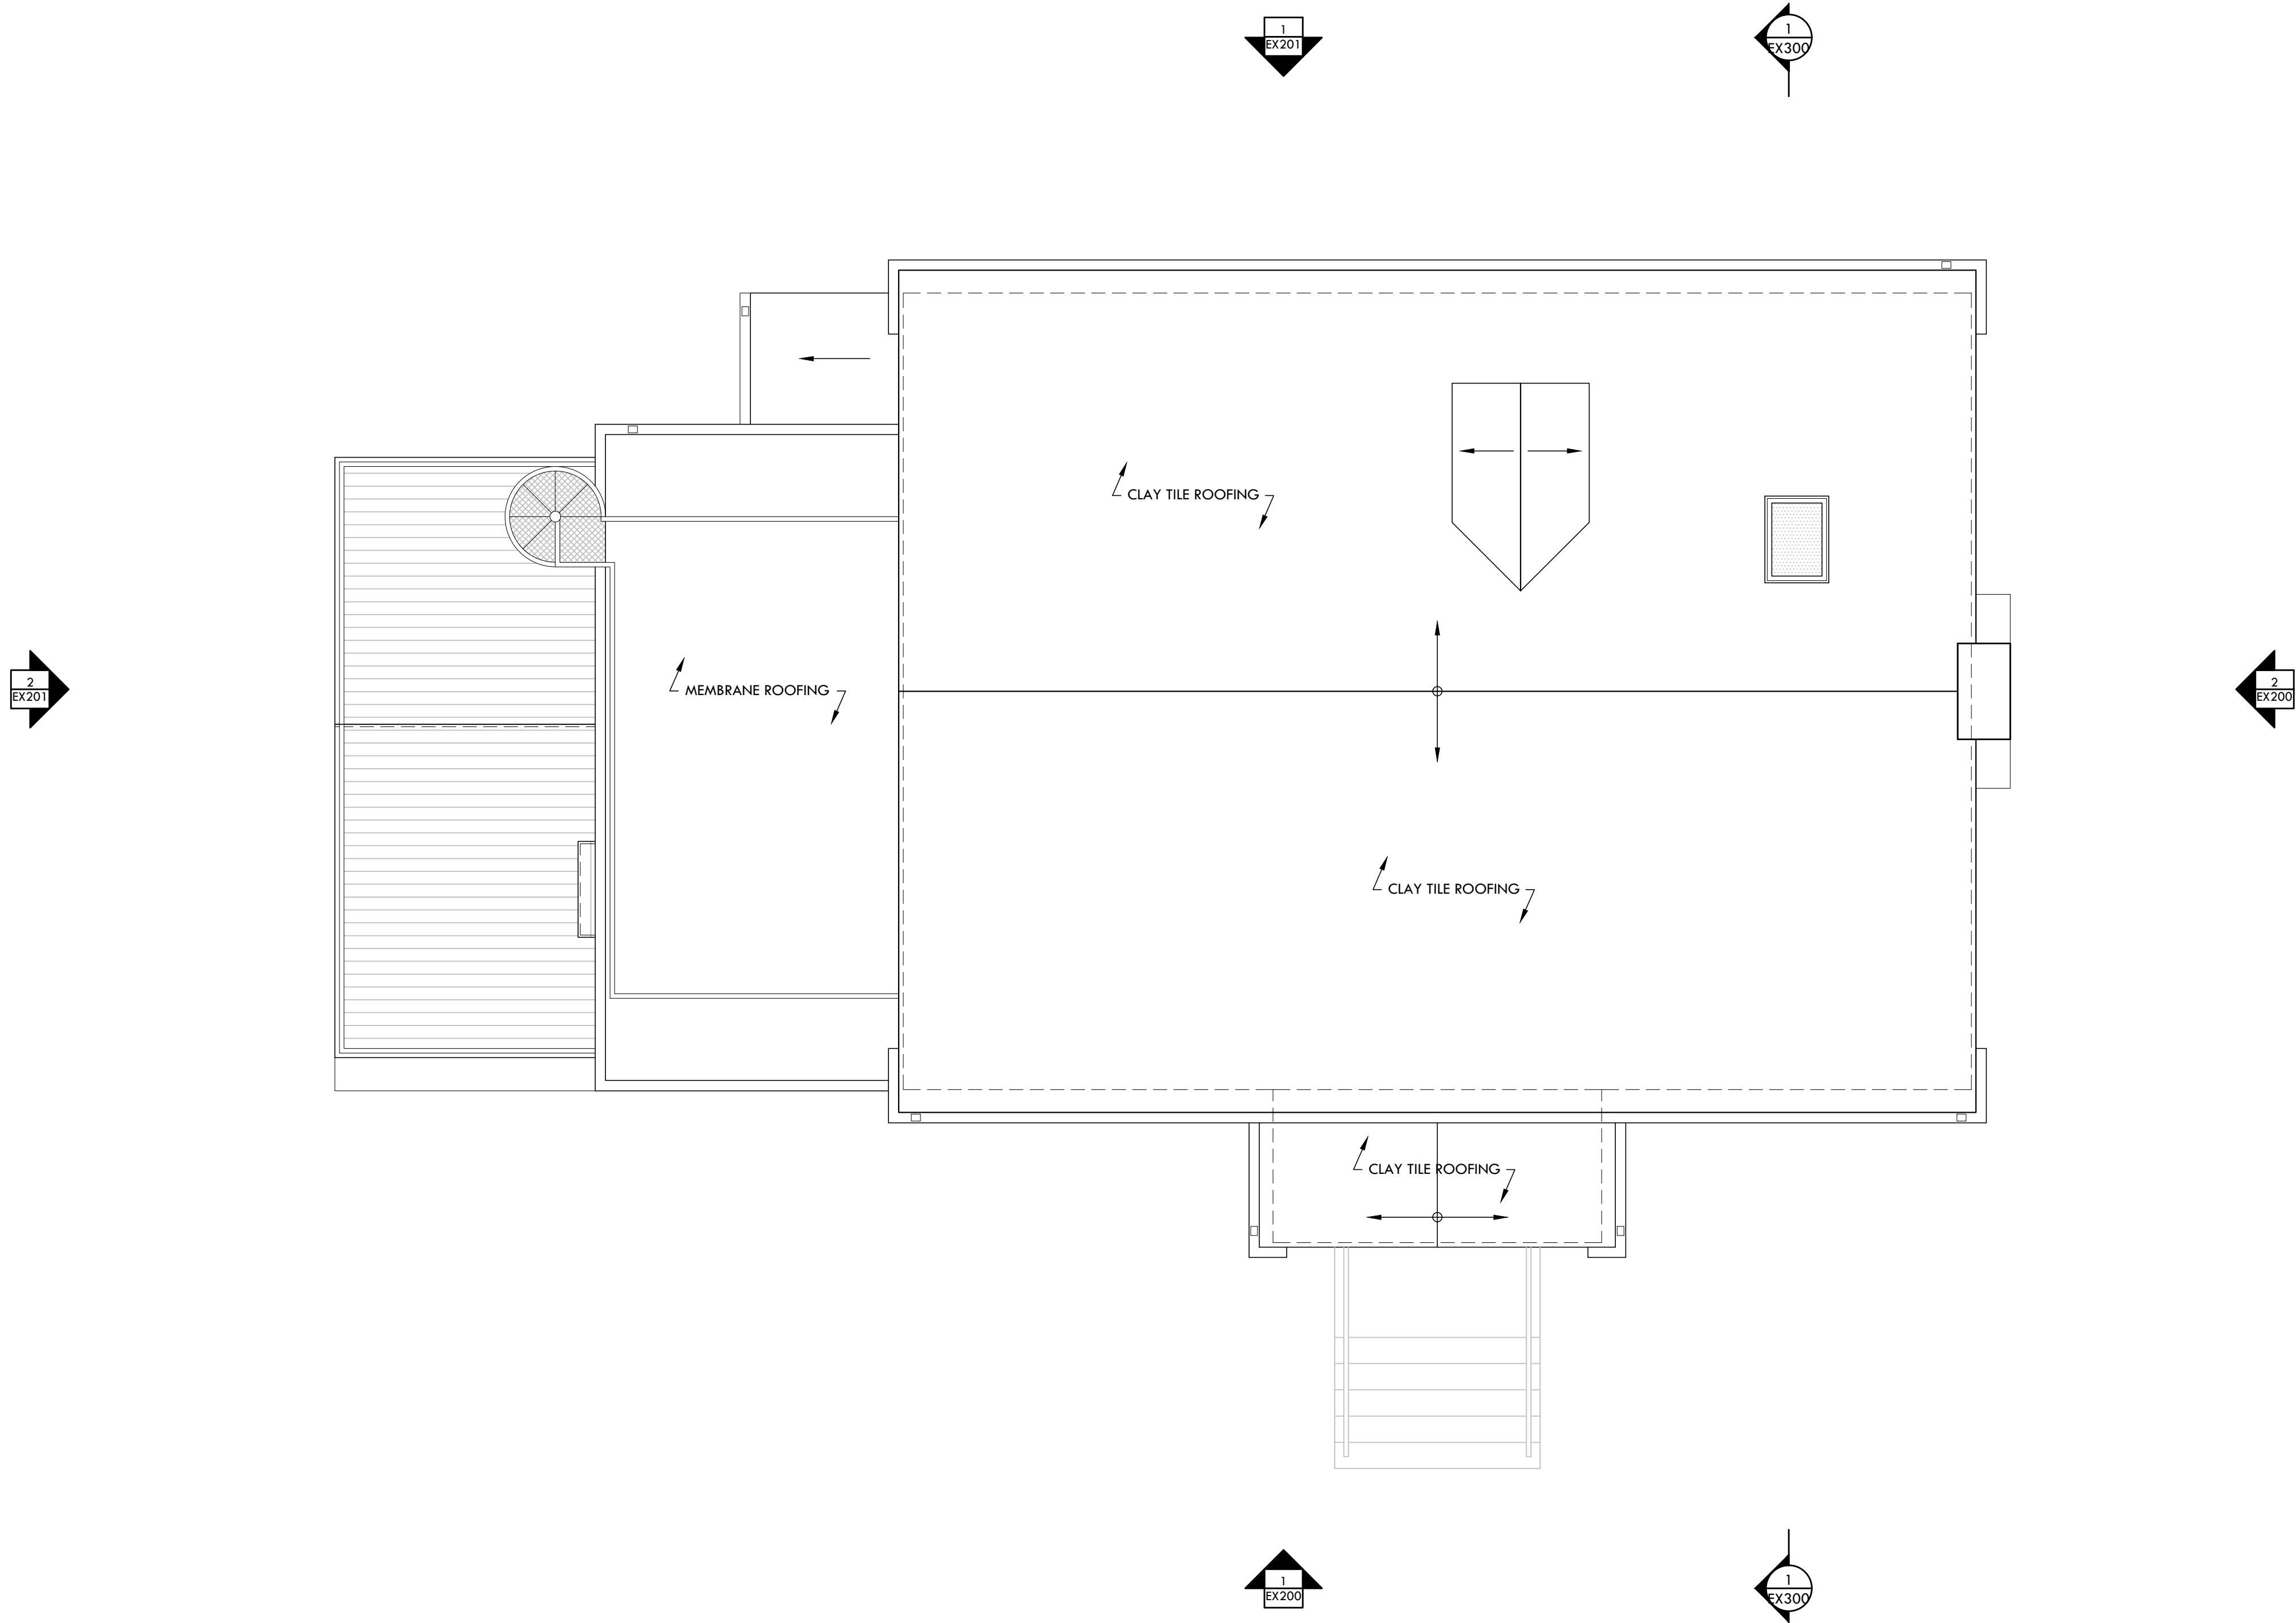 1
EX201
1
EX300
CLAY TILE ROOFING
2
EX201
MEMBRANE ROOFING
2
EX200
CLAY TILE ROOFING
CLAY TILE ROOFING
1
EX200
1
EX300